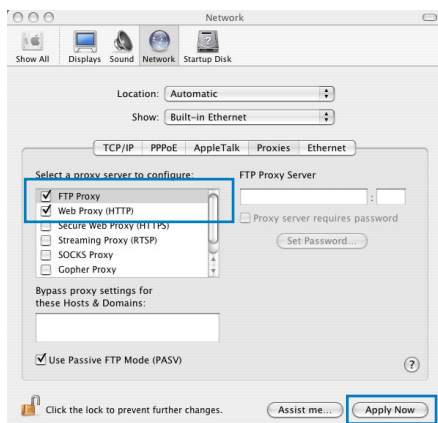 Network
Show All Displays Sound Network Startup Disk
Location: Automatic
Show: Built-in Ethernet
TCP/IP PPPoE AppleTalk Proxies Ethernet
Select a proxy server to configure: FTP Proxy Server
FTP Proxy
:
Web Proxy (HTTP)
Proxy server requires password
Secure Web Proxy (HTTPS)
Streaming Proxy (RTSP) Set Password...
SOCKS Proxy
Gopher Proxy
Bypass proxy settings for
these Hosts & Domains:
Use Passive FTP Mode (PASV) ?
Click the lock to prevent further changes. Assist me... Apply Now